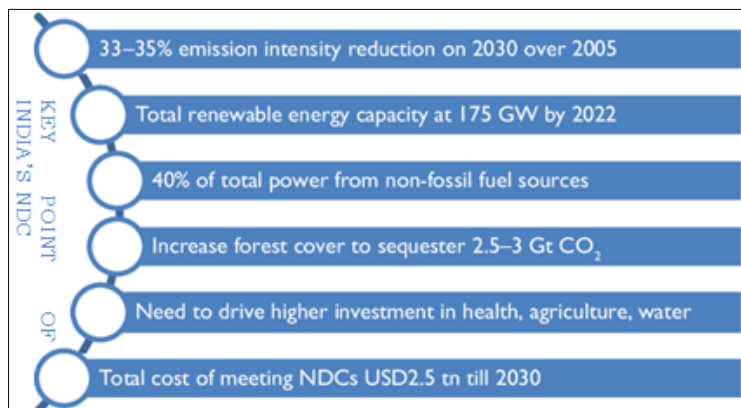 KEY POINT OF
INDIA'S NDC
33–35% emission intensity reduction on 2030 over 2005
Total renewable energy capacity at 175 GW by 2022
40% of total power from non-fossil fuel sources
Increase forest cover to sequester 2.5–3 Gt CO₂
Need to drive higher investment in health, agriculture, water
Total cost of meeting NDCs USD2.5 tn till 2030